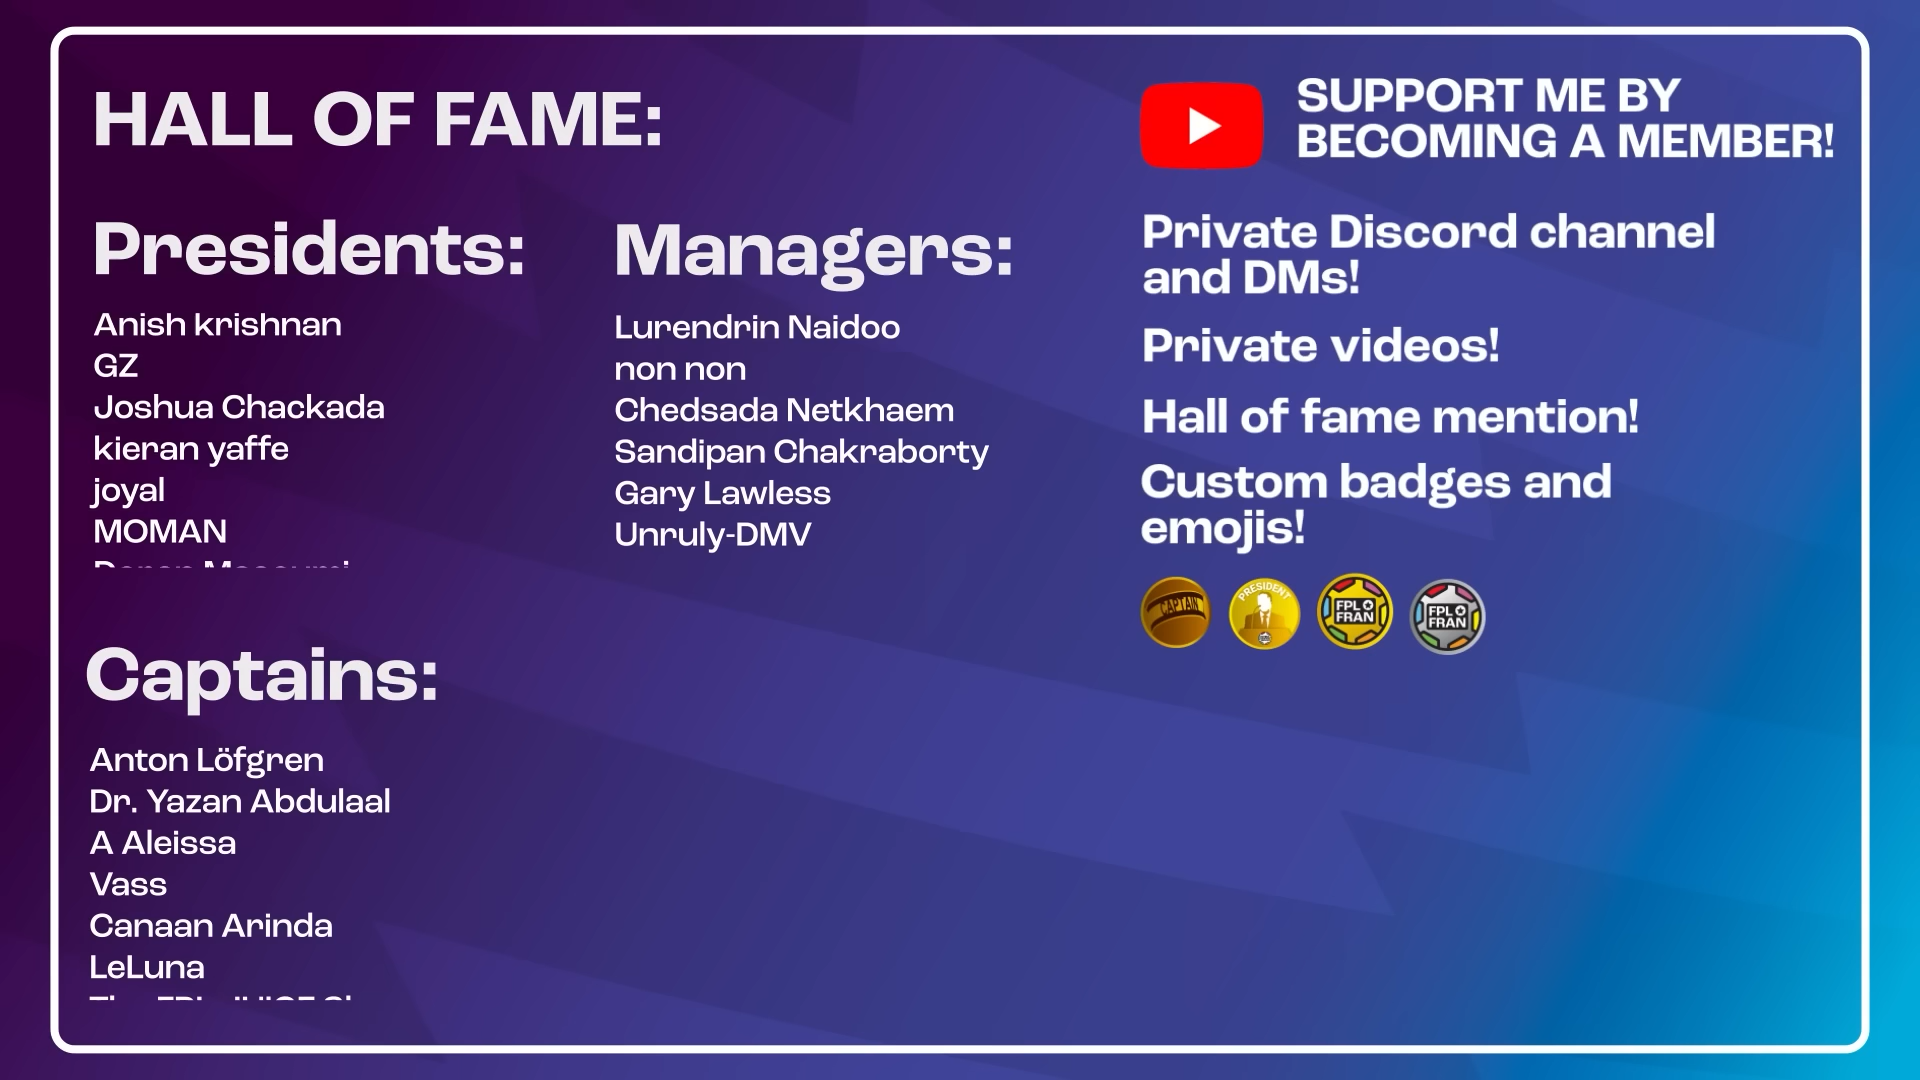 HALL OF FAME:
Presidents:
Anish krishnan
GZ
Joshua Chackada
kieran yaffe
joyal
MOMAN
Managers:
Lurendrin Naidoo
non non
Chedsada Netkhaem
Sandipan Chakraborty
Gary Lawless
Unruly-DMV
Captains:
Anton Löfgren
Dr. Yazan Abdulaal
A Aleissa
Vass
Canaan Arinda
LeLuna
SUPPORT ME BY
BECOMING A MEMBER!
Private Discord channel
and DMs!
Private videos!
Hall of fame mention!
Custom badges and
emojis!
CAPTAIN
PRESIDENT
FPL
FRAN
FPL
FRAN